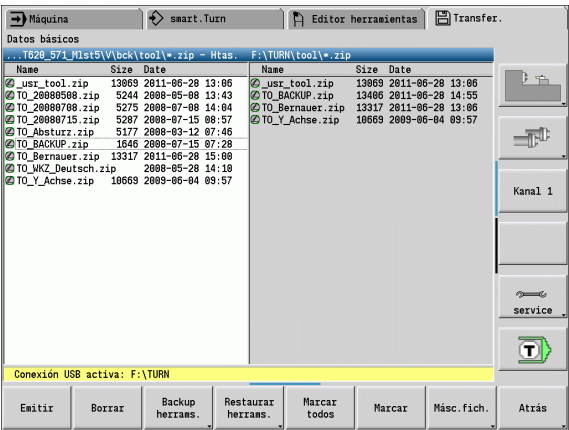 Máquina smart.Turn Editor herramientas Transfer.
Datos básicos
...T620_571_Mlst5\V\bck\tool\*.zip - Htas. F:\TURN\tool\*.zip
Name Size Date Name Size Date
_usr_tool.zip 13069 2011-06-28 13:06 _usr_tool.zip 13069 2011-06-28 13:06
TO_20080508.zip 5244 2008-05-08 13:43 TO_BACKUP.zip 13406 2011-06-28 14:55
TO_20080708.zip 5275 2008-07-08 14:04 TO_Bernauer.zip 13317 2011-06-28 13:06
TO_20080715.zip 5287 2008-07-15 08:57 TO_Y_Achse.zip 10669 2009-06-04 09:57
TO_Absturz.zip 5177 2008-03-12 07:46
TO_BACKUP.zip 1646 2008-07-15 07:28
TO_Bernauer.zip 13317 2011-06-28 15:00
TO_WKZ_Deutsch.zip 2008-05-28 14:10
TO_Y_Achse.zip 10669 2009-06-04 09:57
Kanal 1
service
T
Conexión USB activa: F:\TURN
Emitir Borrar Backup herrams. Restaurar herrams. Marcar todos Marcar Másc.fich. Atrás